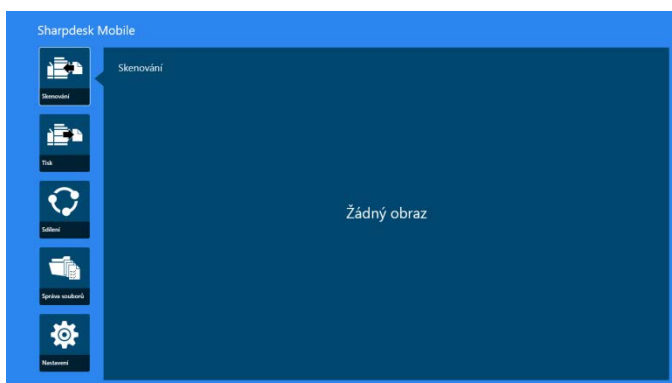 Sharpdesk Mobile
Skenování
Skenování
Tisk
Žádný obraz
Sdílení
Správa souborů
Nastavení